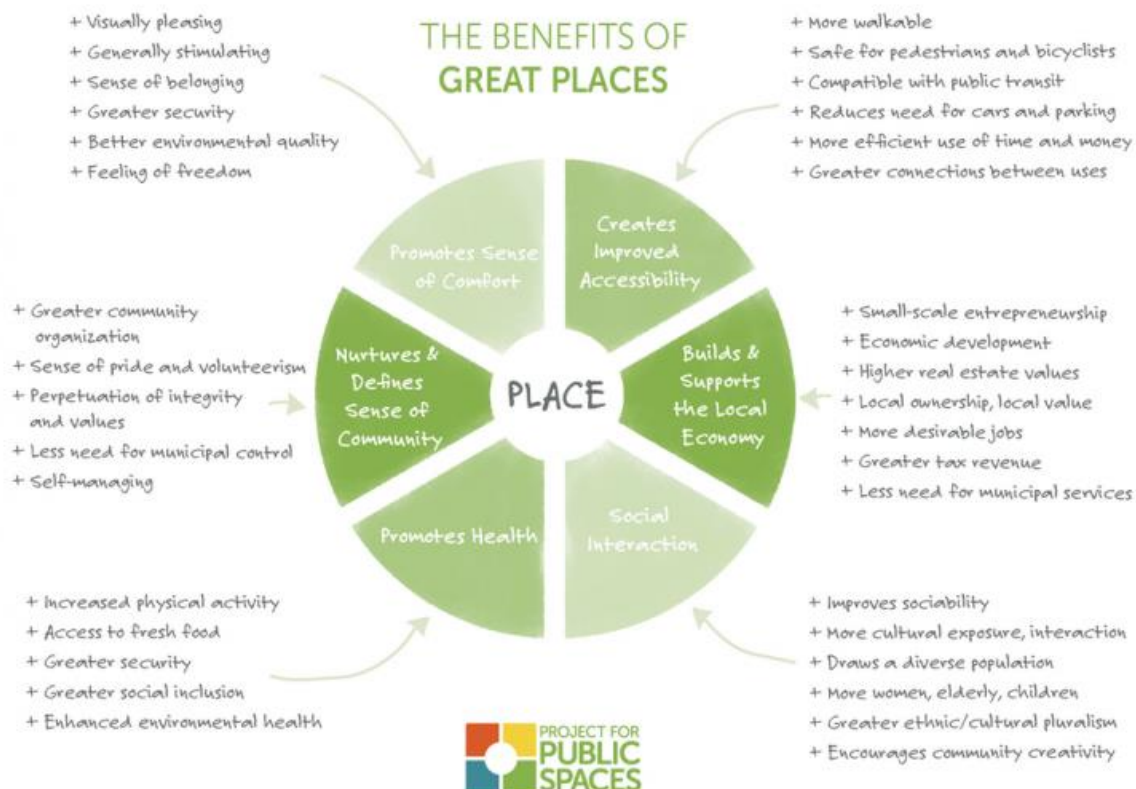 THE BENEFITS OF
GREAT PLACES
+ Visually pleasing
+ Generally stimulating
+ Sense of belonging
+ Greater security
+ Better environmental quality
+ Feeling of freedom
+ More walkable
+ Safe for pedestrians and bicyclists
+ Compatible with public transit
+ Reduces need for cars and parking
+ More efficient use of time and money
+ Greater connections between uses
Promotes Sense
of Comfort
Creates
Improved
Accessibility
+ Greater community
organization
+ Sense of pride and volunteerism
+ Perpetuation of integrity
and values
+ Less need for municipal control
+ Self-managing
Nurtures &
Defines
Sense of
Community
PLACE
Builds &
Supports
the Local
Economy
+ Small-scale entrepreneurship
+ Economic development
+ Higher real estate values
+ Local ownership, local value
+ More desirable jobs
+ Greater tax revenue
+ Less need for municipal services
Promotes Health
Social
Interaction
+ Increased physical activity
+ Access to fresh food
+ Greater security
+ Greater social inclusion
+ Enhanced environmental health
+ Improves sociability
+ More cultural exposure, interaction
+ Draws a diverse population
+ More women, elderly, children
+ Greater ethnic/cultural pluralism
+ Encourages community creativity
PROJECT FOR
PUBLIC
SPACES